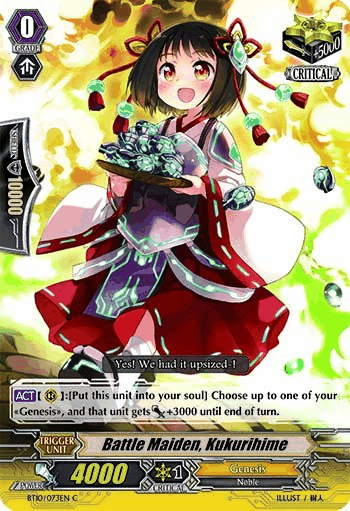 0
GRADE
+5000
CRITICAL
SHIELD
10000
Yes! We had it upsized~!
ACT [ ]:[Put this unit into your soul] Choose up to one of your
«Genesis», and that unit gets +3000 until end of turn.
TRIGGER
UNIT
Battle Maiden, Kukurihime
POWER
4000
1
CRITICAL
Genesis
Noble
BT10/073EN C
ILLUST / 樹人